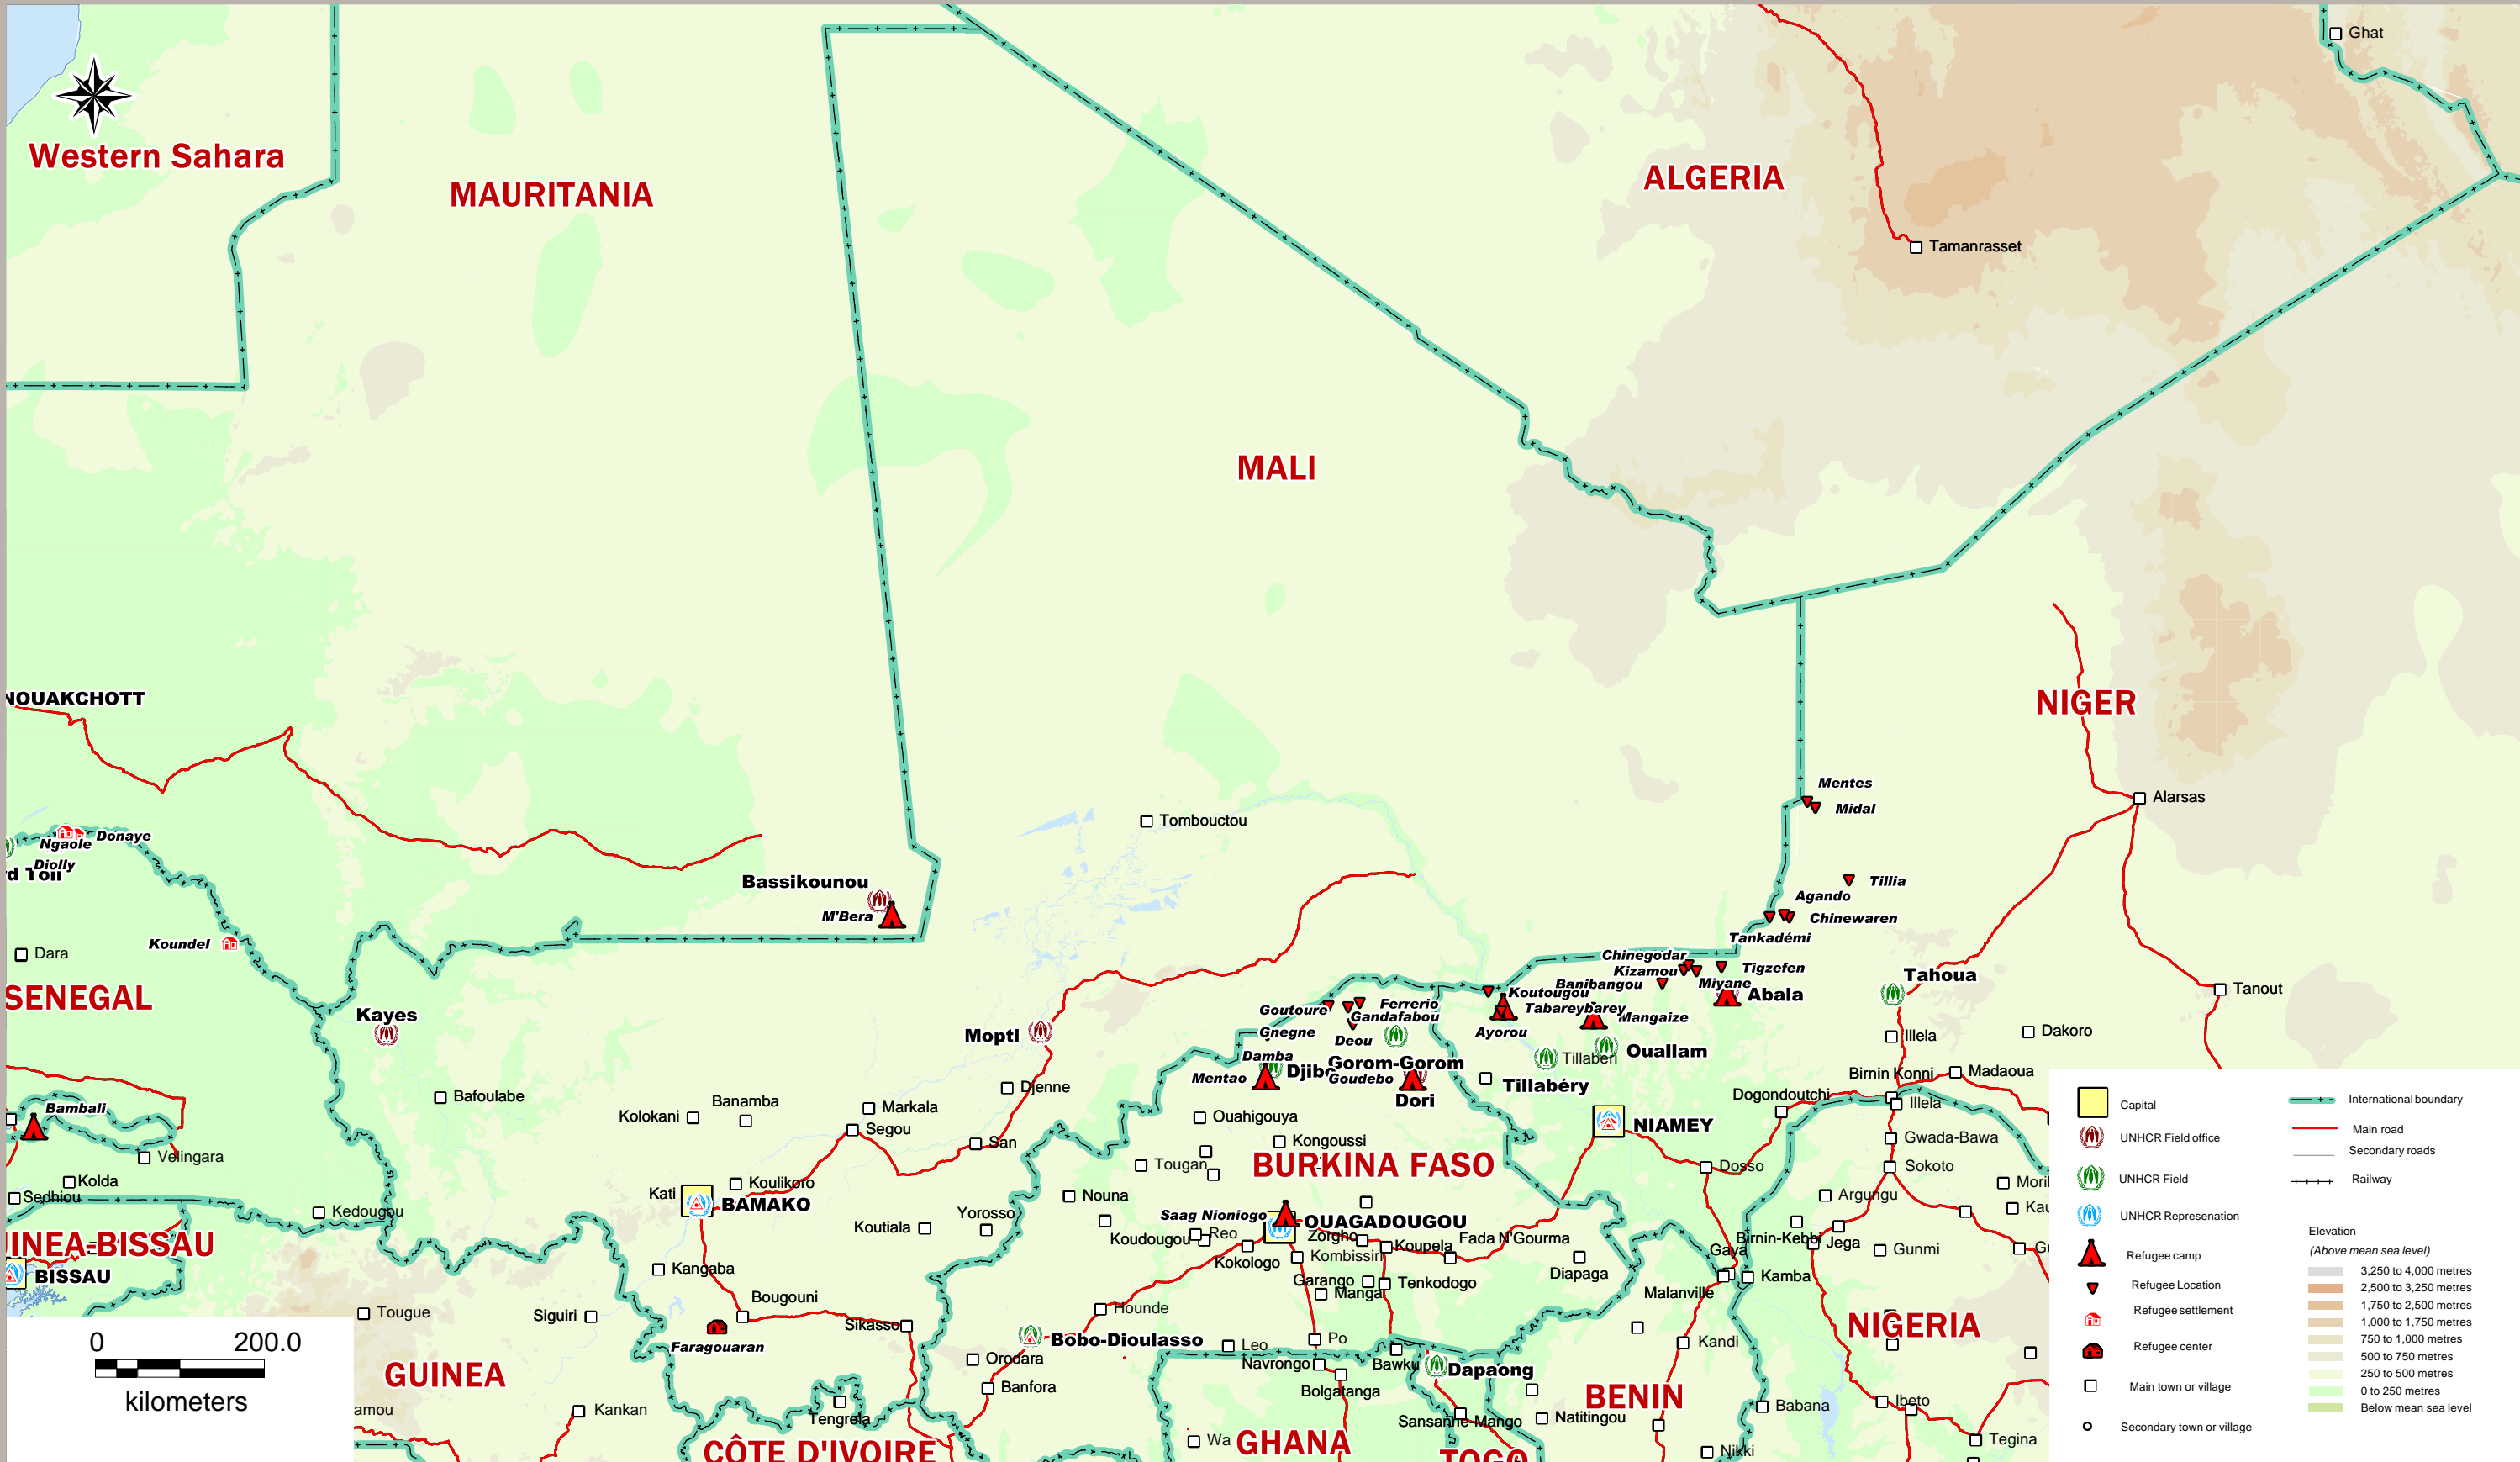 Ghat
Western Sahara
MAURITANIA
ALGERIA
Tamanrasset
MALI
NOUAKCHOTT
NIGER
Mentes
Midal
Alarsas
Tombouctou
Donaye
Ngaole
Diolly
rd Toll
Bassikounou
M'Bera
Tillia
Agando
Chinewaren
Tankadémi
Koundel
Dara
Chinegodar
Kizamou
Tigzefen
Banibangou
Miyane
Abala
Tahoua
Tanout
SENEGAL
Kayes
Mopti
Goutoure
Ferrerio
Gandafabou
Gnegne
Deou
Koutougou
Tabareybarey
Mangaize
Ayorou
Illela
Dakoro
Damba
Djibo
Mentao
Gorom-Gorom
Goudebo
Dori
Tillaberi
Ouallam
Tillabéry
Birnin Konni
Madaoua
Dogondoutchi
Illela
Bafoulabe
Djenne
Kolokani
Banamba
Markala
Segou
San
Ouahigouya
Kongoussi
BURKINA FASO
Tougan
NIAMEY
Gwada-Bawa
Sokoto
Dosso
Bambali
Velingara
Kolda
Sedhiou
Kedougou
Kati
Koulikoro
BAMAKO
Nouna
Yorosso
Koutiala
Argungu
Mori
Kau
Saag Nioniogo
OUAGADOUGOU
Koudougou
Reo
Zorgho
Koupela
Fada N'Gourma
Kokologo
Kombissiri
Diapaga
Garango
Tenkodogo
Manga
Gaya
Birnin-Kebbi
Jega
Gunmi
Gu
Kamba
Malanville
UINEA-BISSAU
BISSAU
Kangaba
Bougouni
Tougue
Siguiri
Sikasso
Hounde
Faragouaran
Bobo-Dioulasso
Leo
Po
Navrongo
Bawku
Bolgatanga
Dapaong
Kandi
NIGERIA
Orodara
Banfora
GUINEA
amou
Kankan
Tengrela
CÔTE D'IVOIRE
Wa
GHANA
Sansanne-Mango
TOGO
BENIN
Natitingou
Babana
Ibeto
Nikki
Tegina
0
200.0
kilometers
Capital
UNHCR Field office
UNHCR Field
UNHCR Represenation
Refugee camp
Refugee Location
Refugee settlement
Refugee center
Main town or village
Secondary town or village
International boundary
Main road
Secondary roads
Railway
Elevation
(Above mean sea level)
3,250 to 4,000 metres
2,500 to 3,250 metres
1,750 to 2,500 metres
1,000 to 1,750 metres
750 to 1,000 metres
500 to 750 metres
250 to 500 metres
0 to 250 metres
Below mean sea level